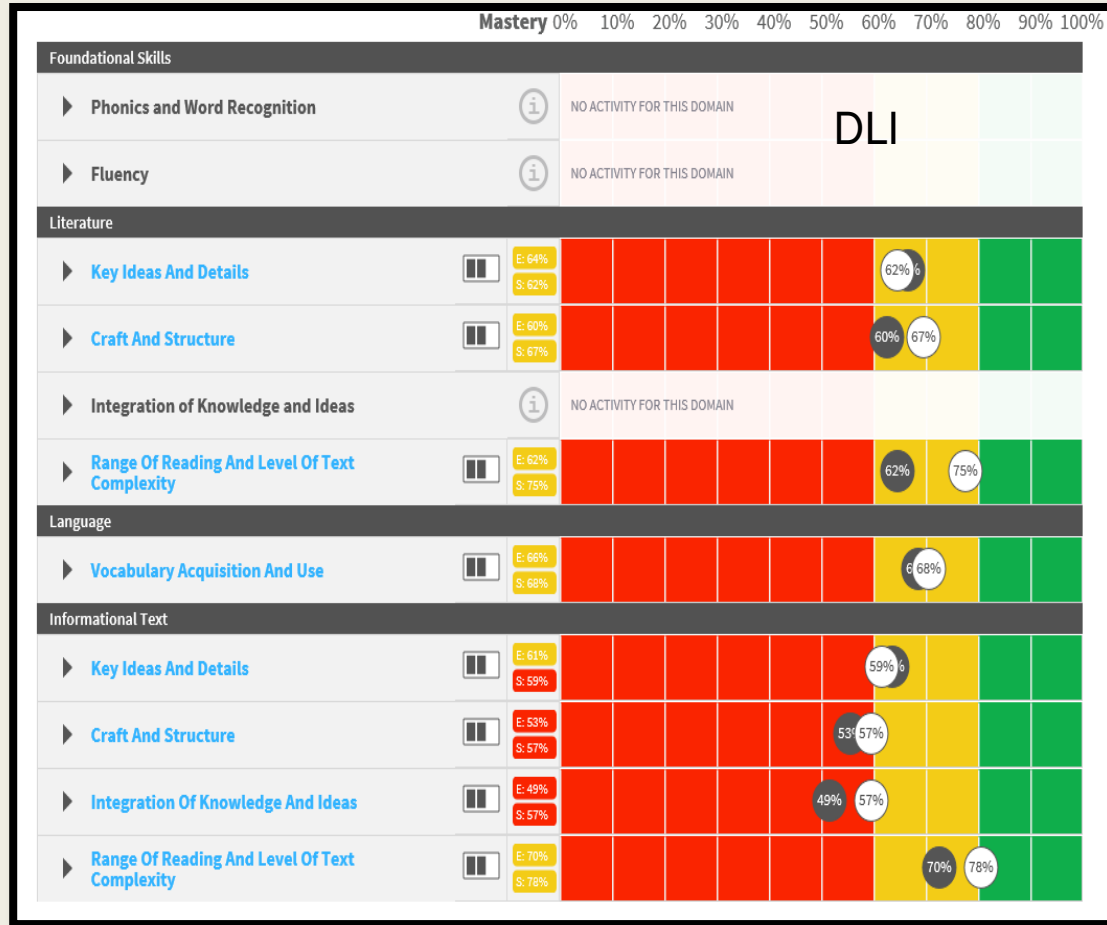 Mastery 0% 10% 20% 30% 40% 50% 60% 70% 80% 90% 100%
Foundational Skills
Phonics and Word Recognition i NO ACTIVITY FOR THIS DOMAIN
DLI
Fluency i NO ACTIVITY FOR THIS DOMAIN
Literature
Key Ideas And Details
E: 64%
S: 62%
62% %
Craft And Structure
E: 60%
S: 67%
60% 67%
Integration of Knowledge and Ideas i NO ACTIVITY FOR THIS DOMAIN
Range Of Reading And Level Of Text
Complexity
E: 62%
S: 75%
62% 75%
Language
Vocabulary Acquisition And Use
E: 66%
S: 68%
6 68%
Informational Text
Key Ideas And Details
E: 61%
S: 59%
59% %
Craft And Structure
E: 53%
S: 57%
53% 57%
Integration Of Knowledge And Ideas
E: 49%
S: 57%
49% 57%
Range Of Reading And Level Of Text
Complexity
E: 70%
S: 78%
70% 78%